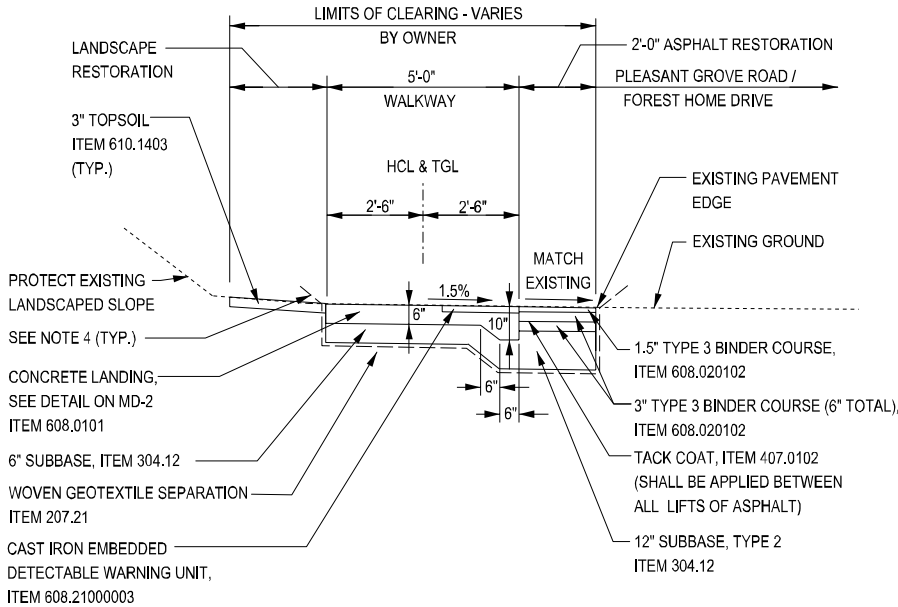 LIMITS OF CLEARING - VARIES
BY OWNER
LANDSCAPE
RESTORATION
2'-0" ASPHALT RESTORATION
5'-0"
WALKWAY
PLEASANT GROVE ROAD /
FOREST HOME DRIVE
3" TOPSOIL
ITEM 610.1403
(TYP.)
HCL & TGL
2'-6"
2'-6"
EXISTING PAVEMENT
EDGE
EXISTING GROUND
MATCH
EXISTING
PROTECT EXISTING
LANDSCAPED SLOPE
1.5%
6"
10"
SEE NOTE 4 (TYP.)
CONCRETE LANDING,
SEE DETAIL ON MD-2
ITEM 608.0101
1.5" TYPE 3 BINDER COURSE,
ITEM 608.020102
6"
6"
3" TYPE 3 BINDER COURSE (6" TOTAL),
ITEM 608.020102
6" SUBBASE, ITEM 304.12
TACK COAT, ITEM 407.0102
(SHALL BE APPLIED BETWEEN
ALL LIFTS OF ASPHALT)
WOVEN GEOTEXTILE SEPARATION
ITEM 207.21
12" SUBBASE, TYPE 2
ITEM 304.12
CAST IRON EMBEDDED
DETECTABLE WARNING UNIT,
ITEM 608.21000003